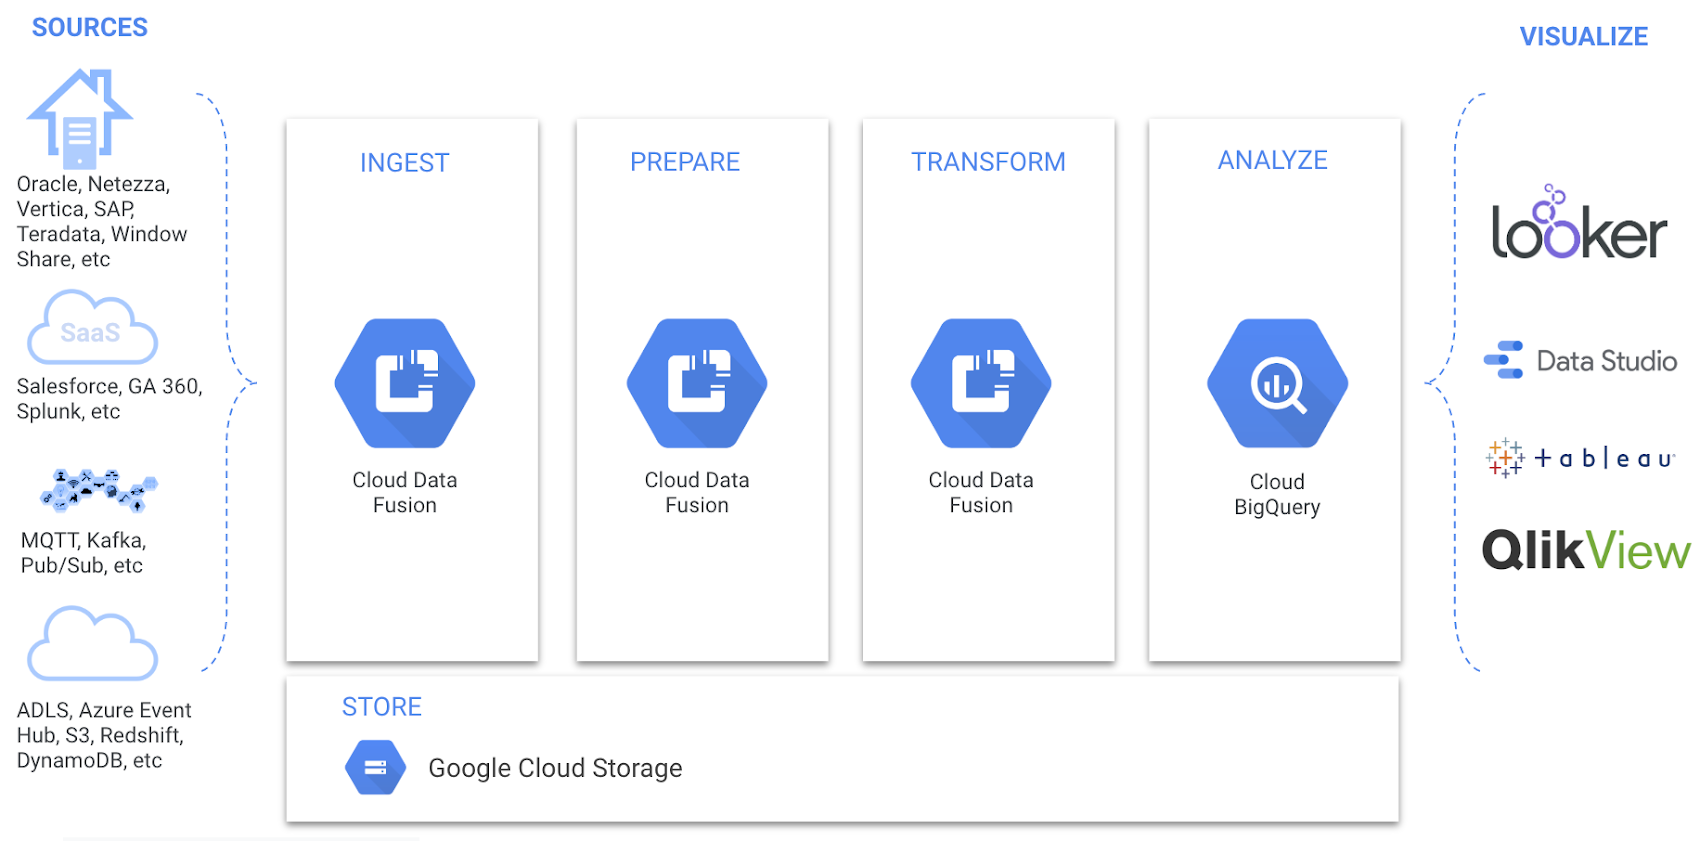 SOURCES
Oracle, Netezza,
Vertica, SAP,
Teradata, Window
Share, etc
SaaS
Salesforce, GA 360,
Splunk, etc
MQTT, Kafka,
Pub/Sub, etc
ADLS, Azure Event
Hub, S3, Redshift,
DynamoDB, etc
INGEST
Cloud Data
Fusion
PREPARE
Cloud Data
Fusion
TRANSFORM
Cloud Data
Fusion
ANALYZE
Cloud
BigQuery
STORE
Google Cloud Storage
VISUALIZE
looker
Data Studio
+ a b l e a u
QlikView